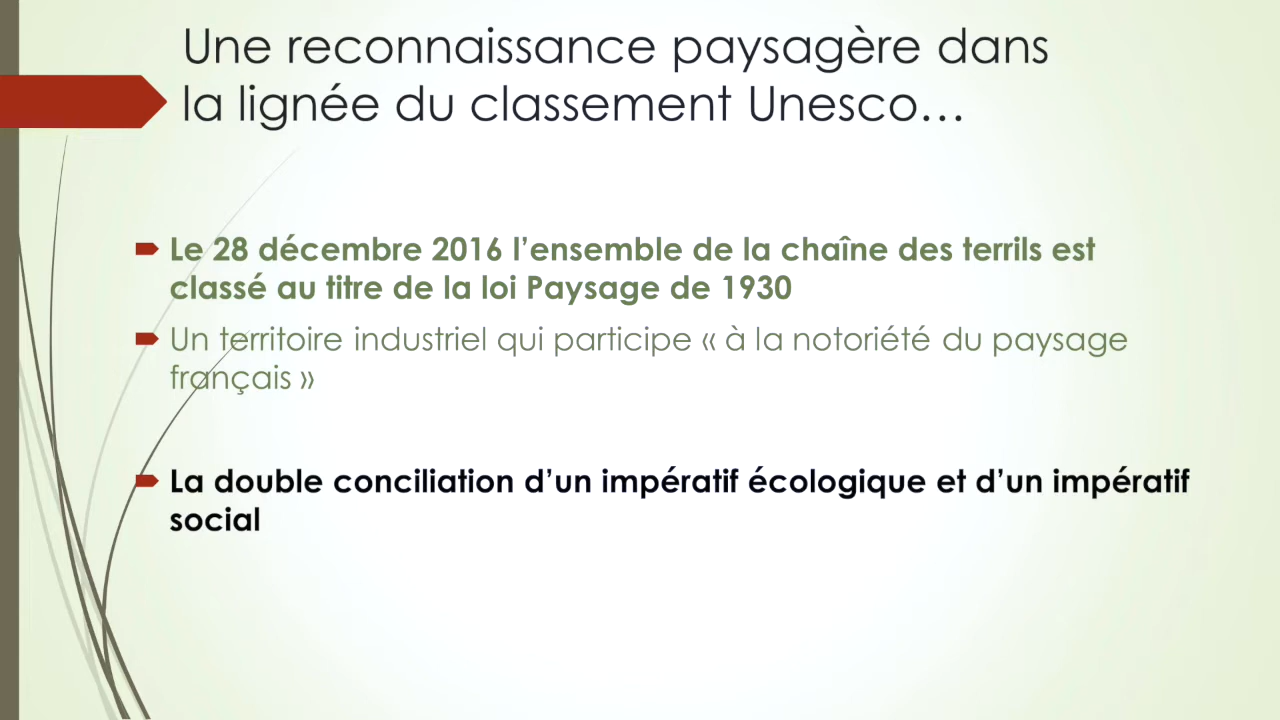 Une reconnaissance paysagère dans
la lignée du classement Unesco…
Le 28 décembre 2016 l’ensemble de la chaîne des terrils est
classé au titre de la loi Paysage de 1930
Un territoire industriel qui participe « à la notoriété du paysage
français »
La double conciliation d’un impératif écologique et d’un impératif
social